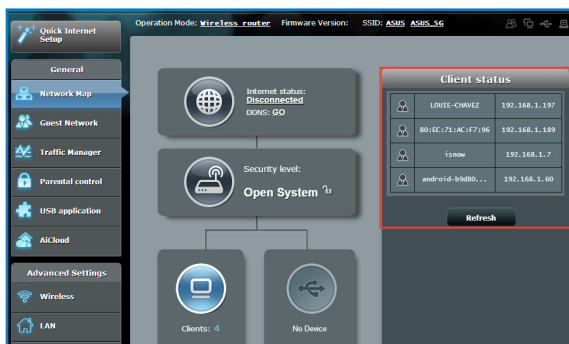 Quick Internet
Setup
Operation Mode: Wireless router Firmware Version: SSID: ASUS ASUS_5G
General
Network Map
Guest Network
Traffic Manager
Parental control
USB application
AiCloud
Advanced Settings
Wireless
LAN
Internet status:
Disconnected
DDNS: GO
Security level:
Open System
Clients: 4
No Device
Client status
LOUIE-CHAVEZ 192.168.1.197
80:EC:71:AC:F7:96 192.168.1.189
isnow 192.168.1.7
android-b9d80... 192.168.1.60
Refresh